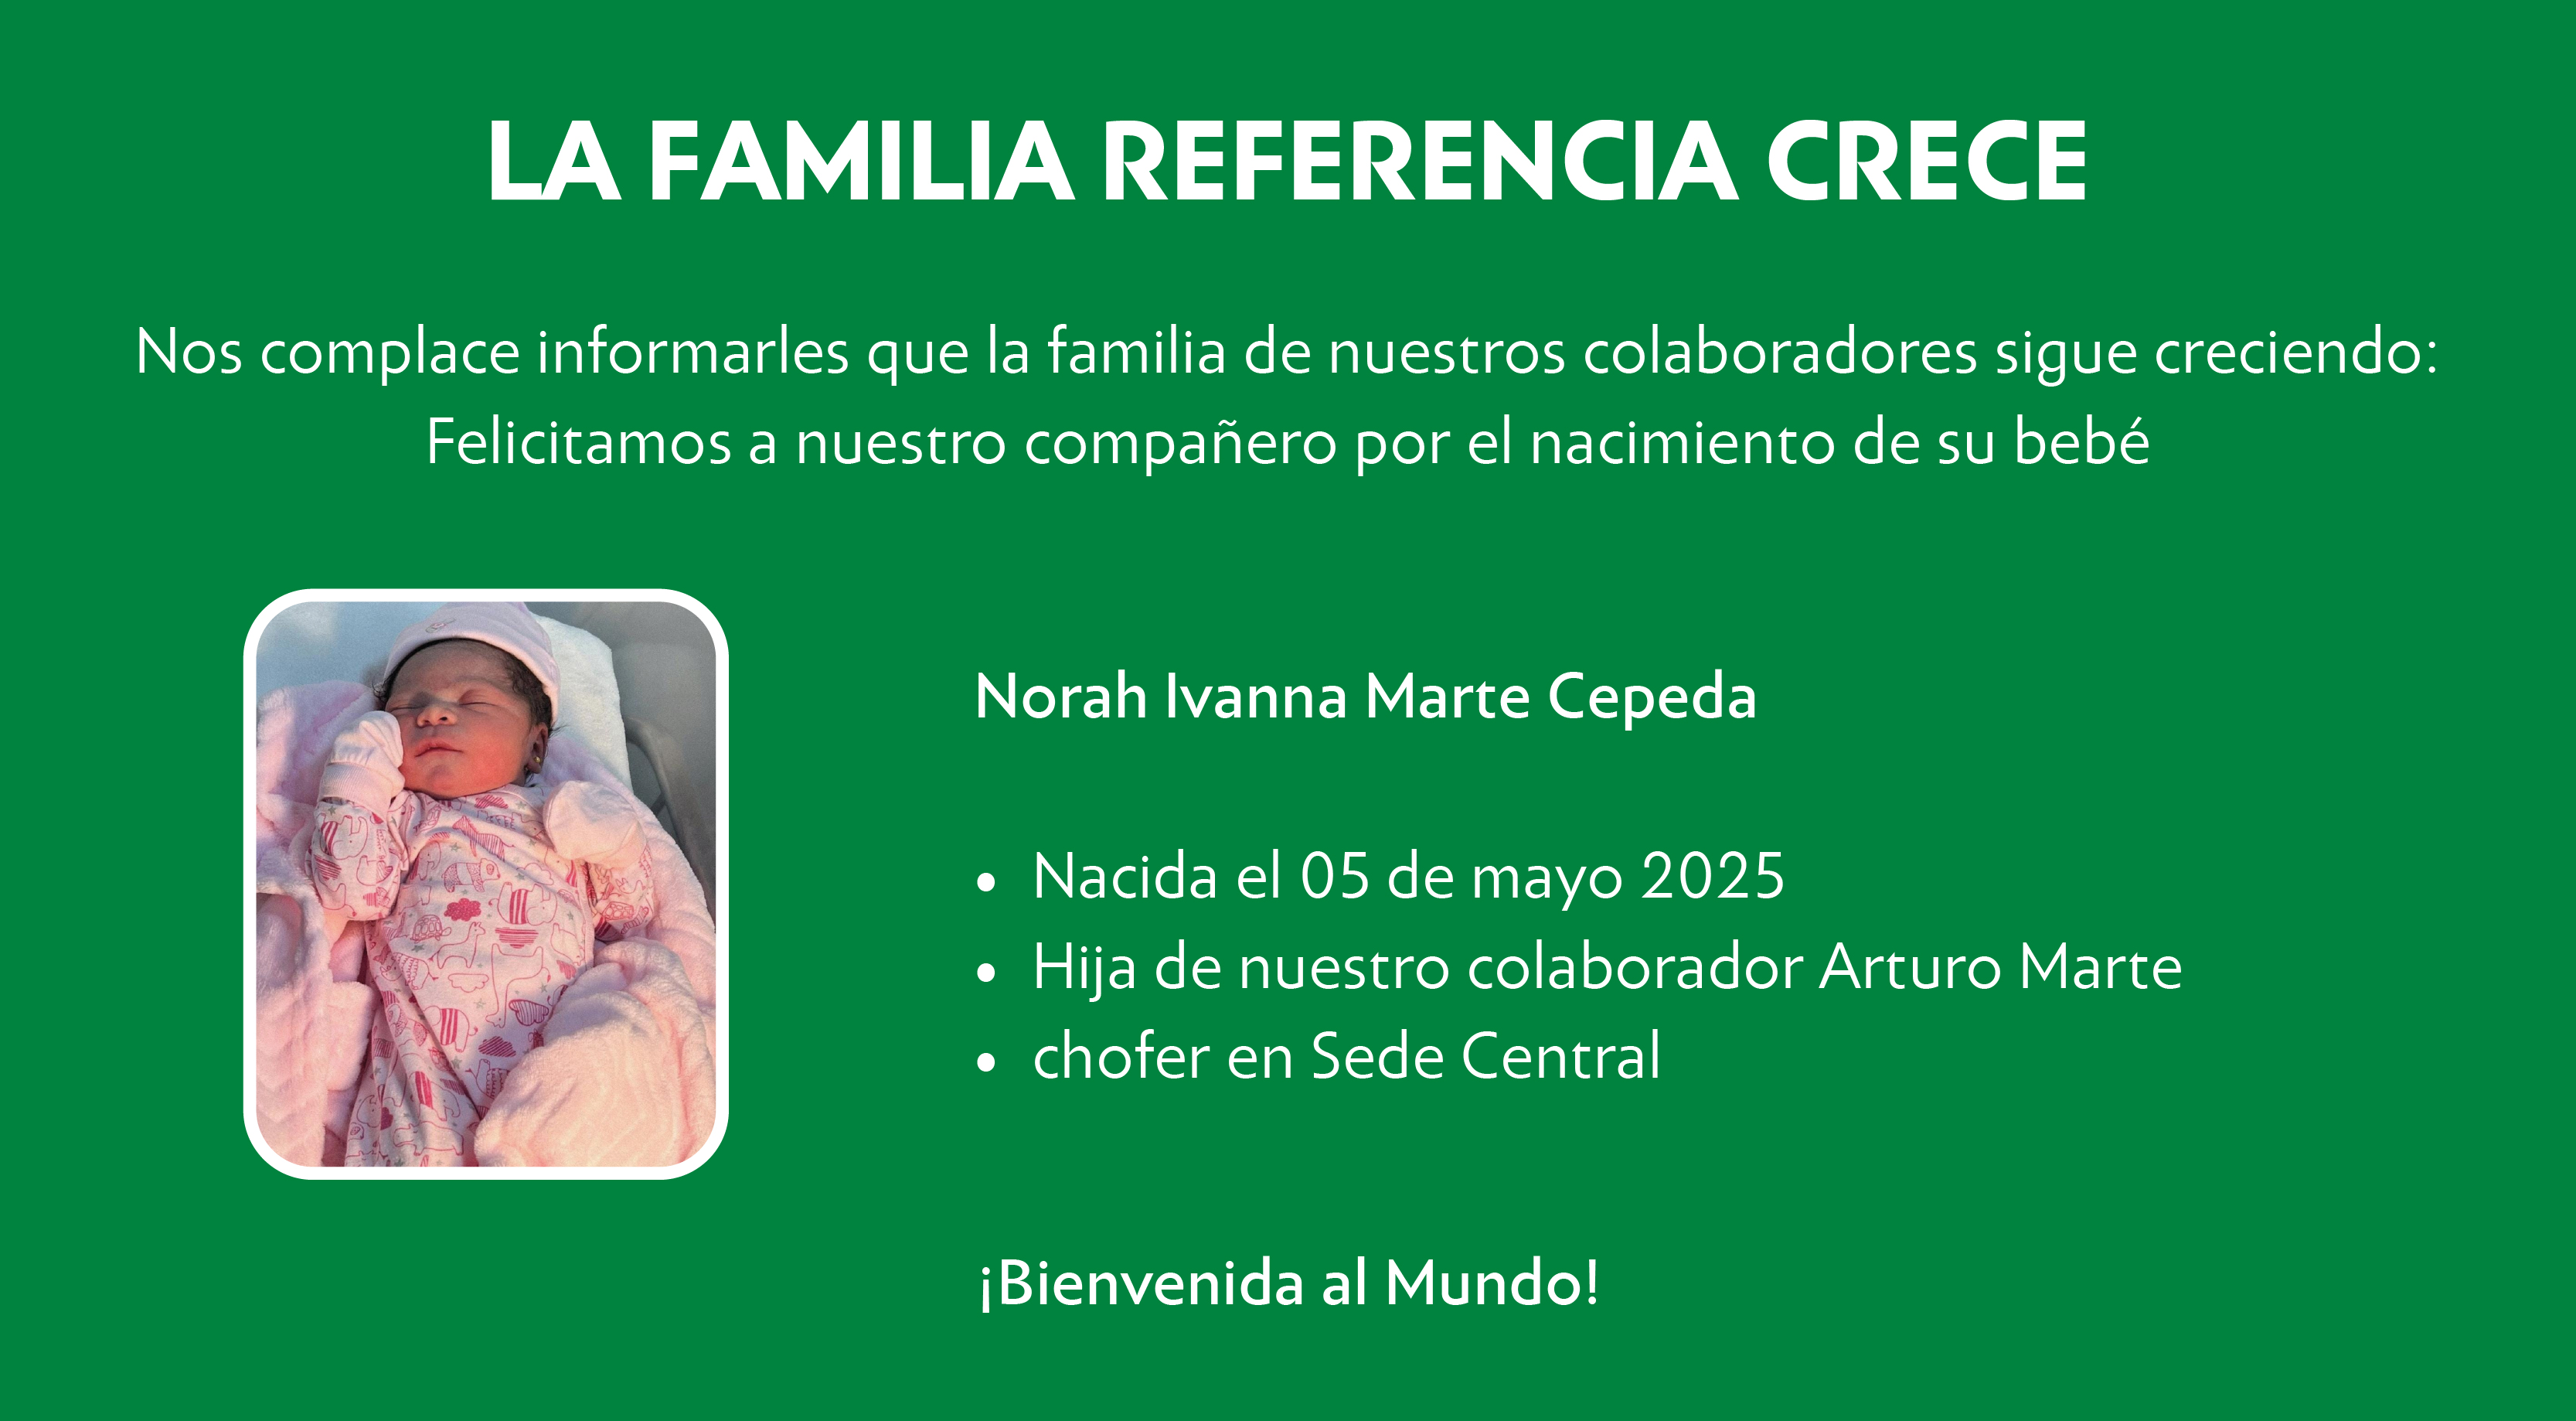 LA FAMILIA REFERENCIA CRECE
Nos complace informarles que la familia de nuestros colaboradores sigue creciendo:
Felicitamos a nuestro compañero por el nacimiento de su bebé
Norah Ivanna Marte Cepeda
• Nacida el 05 de mayo 2025
• Hija de nuestro colaborador Arturo Marte
• chofer en Sede Central
¡Bienvenida al Mundo!